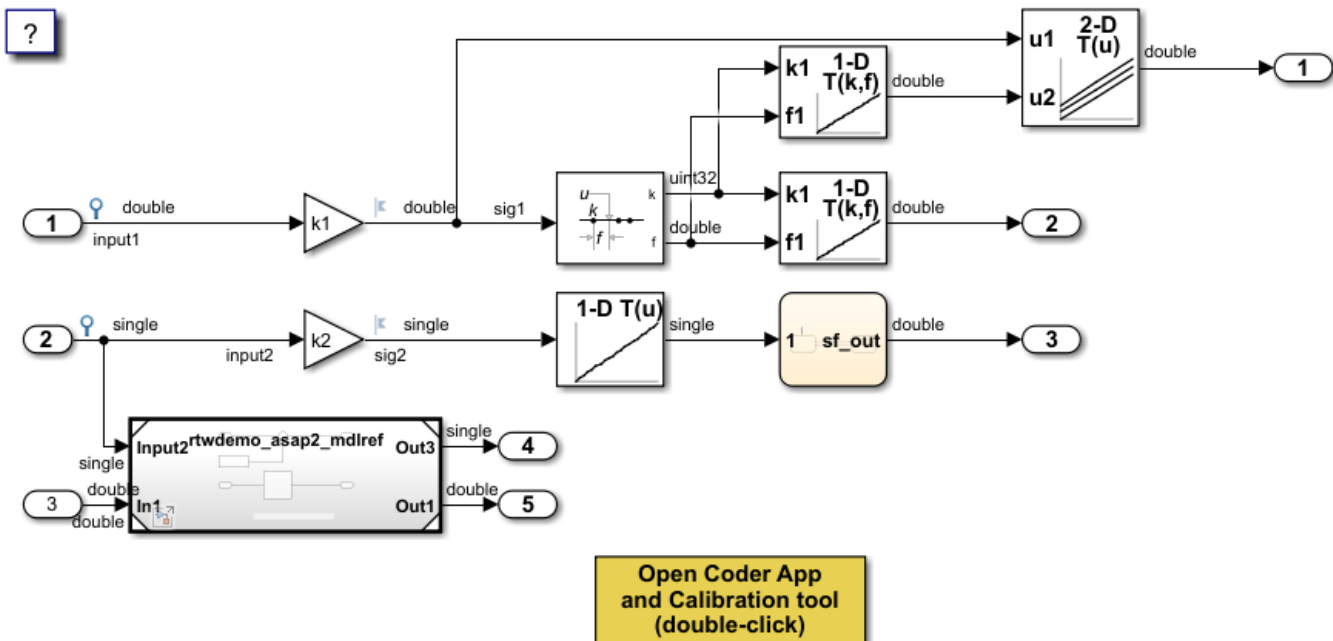 ?
2-D
T(u)
u1
u2
double
1
1-D
T(k,f)
k1
f1
double
1
double
input1
k1
double
sig1
u
k
f
k
f
uint32
double
k1
f1
1-D
T(k,f)
double
2
2
single
input2
k2
single
sig2
1-D T(u)
single
1 sf_out
double
3
Input2
rtwdemo_asap2_mdlref
Out3
single
4
single
3
double
double
In1
Out1
double
5
Open Coder App
and Calibration tool
(double-click)